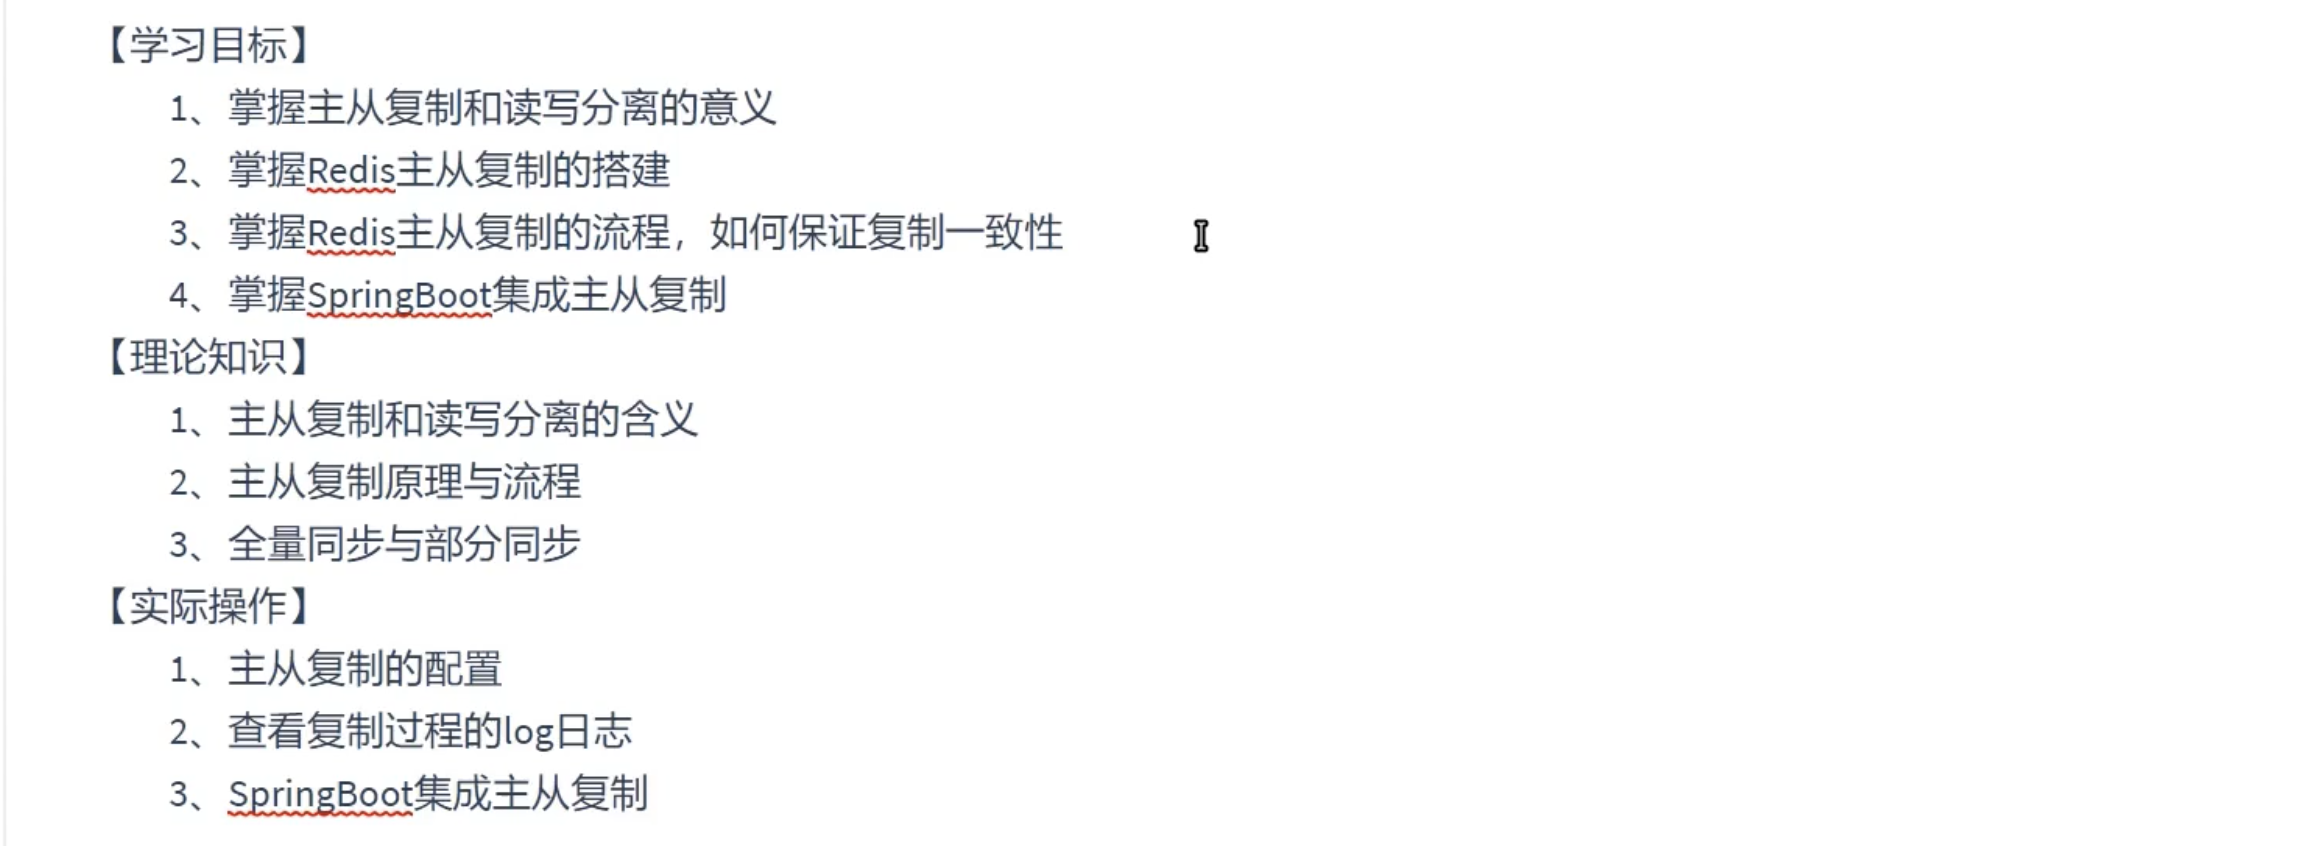 【学习目标】
1、掌握主从复制和读写分离的意义
2、掌握Redis主从复制的搭建
3、掌握Redis主从复制的流程，如何保证复制一致性
4、掌握SpringBoot集成主从复制
【理论知识】
1、主从复制和读写分离的含义
2、主从复制原理与流程
3、全量同步与部分同步
【实际操作】
1、主从复制的配置
2、查看复制过程的log日志
3、SpringBoot集成主从复制